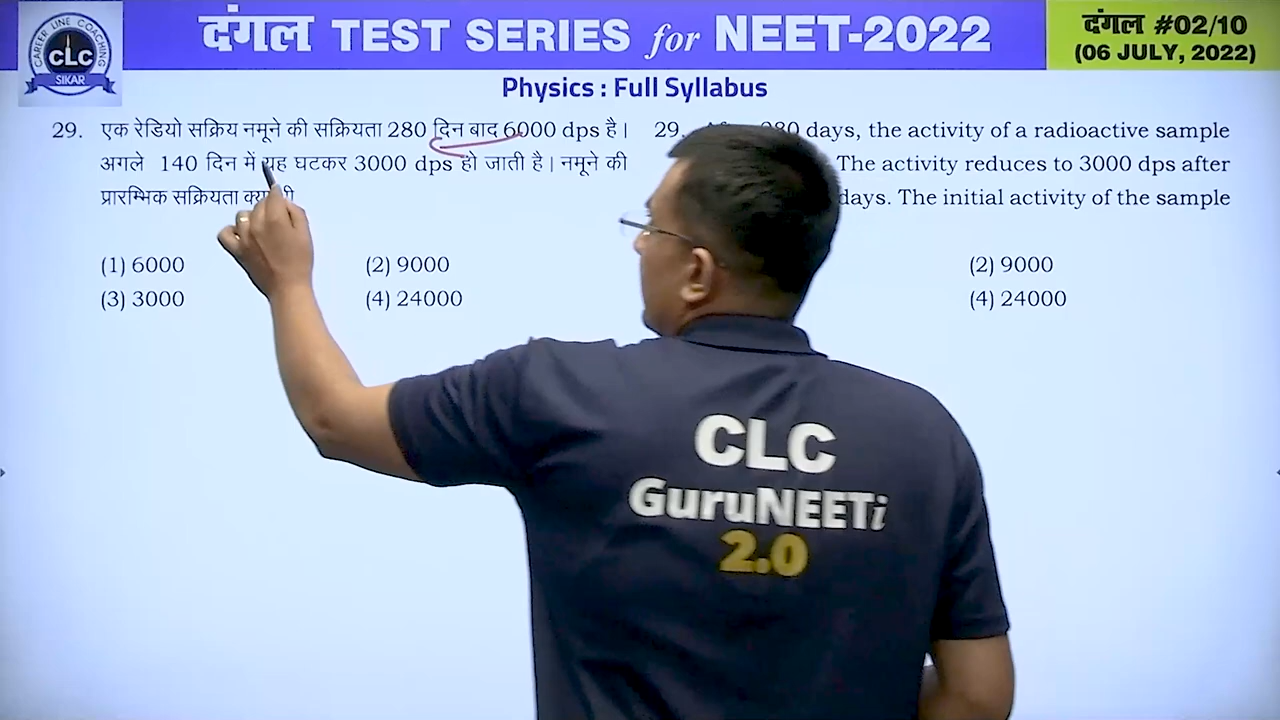 CAREER LINE COACHING
CLC
SIKAR
दंगल TEST SERIES for NEET-2022
दंगल #02/10
(06 JULY, 2022)
Physics : Full Syllabus
29. एक रेडियो सक्रिय नमूने की सक्रियता 280 दिन बाद 6000 dps है।
अगले 140 दिन में यह घटकर 3000 dps हो जाती है। नमूने की
प्रारम्भिक सक्रियता
(1) 6000 (2) 9000
(3) 3000 (4) 24000
29. 280 days, the activity of a radioactive sample
The activity reduces to 3000 dps after
days. The initial activity of the sample
(2) 9000
(4) 24000
CLC
GuruNEETi
2.0